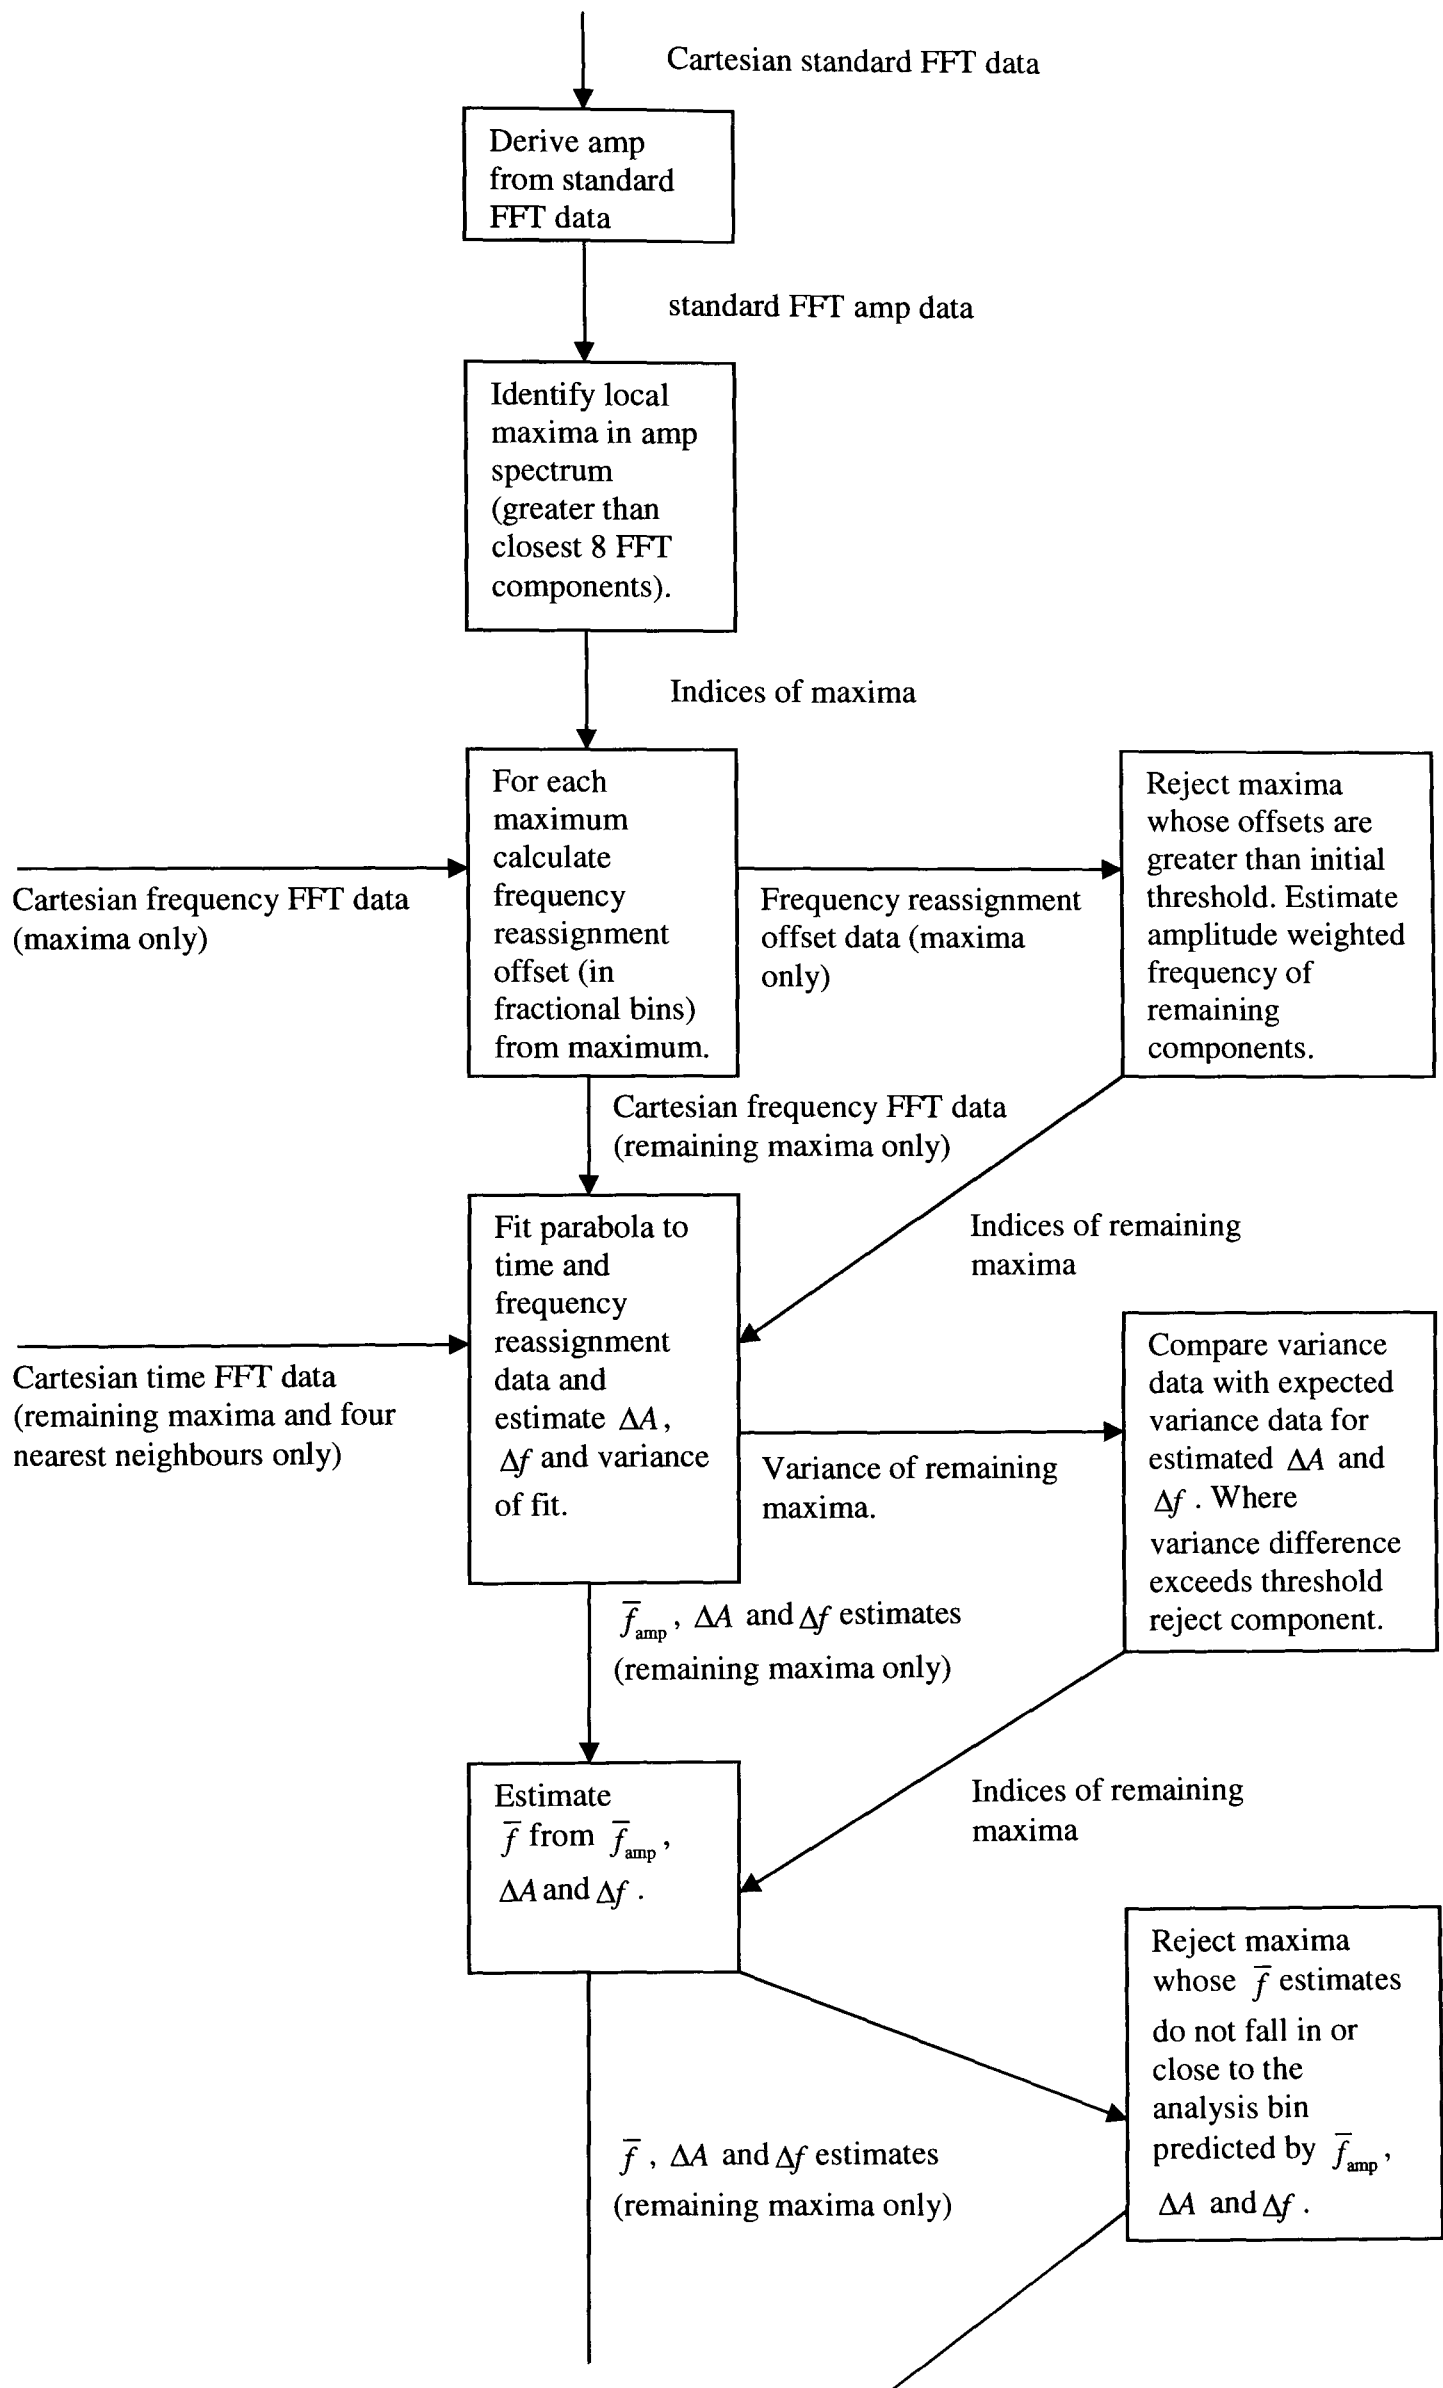 Cartesian standard FFT data
Derive amp
from standard
FFT data
standard FFT amp data
Identify local
maxima in amp
spectrum
(greater than
closest 8 FFT
components).
Indices of maxima
For each
maximum
calculate
frequency
reassignment
offset (in
fractional bins)
from maximum.
Cartesian frequency FFT data
(maxima only)
Frequency reassignment
offset data (maxima
only)
Reject maxima
whose offsets are
greater than initial
threshold. Estimate
amplitude weighted
frequency of
remaining
components.
Cartesian frequency FFT data
(remaining maxima only)
Indices of remaining
maxima
Fit parabola to
time and
frequency
reassignment
data and
estimate ΔA,
Δf and variance
of fit.
Cartesian time FFT data
(remaining maxima and four
nearest neighbours only)
Variance of remaining
maxima.
Compare variance
data with expected
variance data for
estimated ΔA and
Δf . Where
variance difference
exceeds threshold
reject component.
f̅amp, ΔA and Δf estimates
(remaining maxima only)
Indices of remaining
maxima
Estimate
f̅ from f̅amp,
ΔA and Δf .
Reject maxima
whose f̅ estimates
do not fall in or
close to the
analysis bin
predicted by f̅amp,
ΔA and Δf .
f̅, ΔA and Δf estimates
(remaining maxima only)